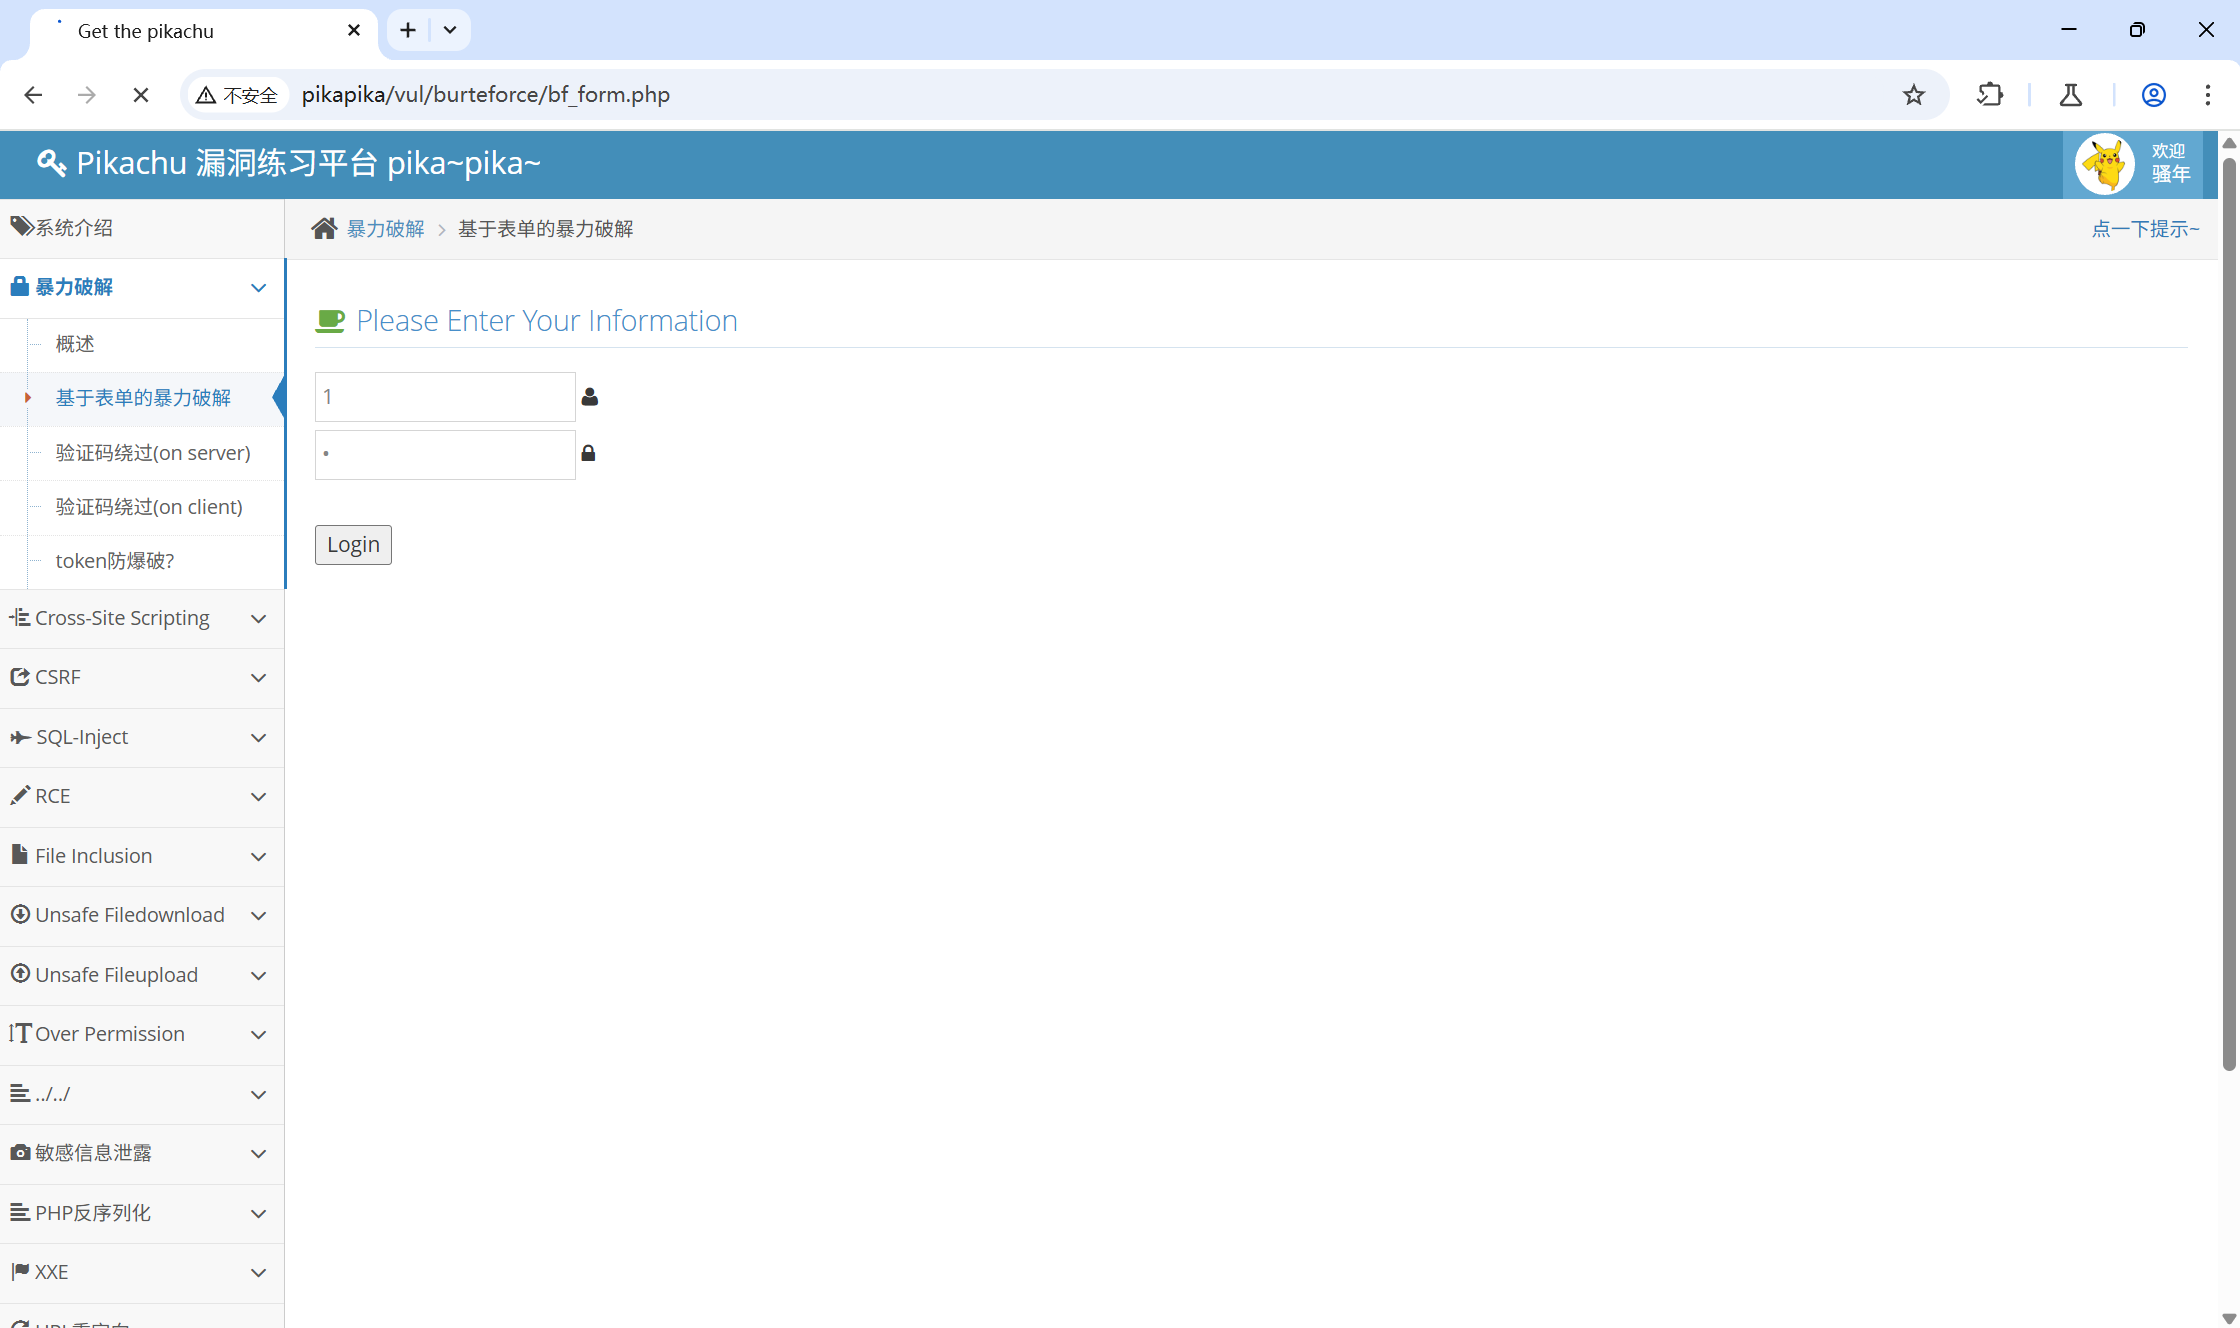 Get the pikachu
不安全
pikapika/vul/burteforce/bf_form.php
Pikachu 漏洞练习平台 pika~pika~
欢迎
骚年
系统介绍
暴力破解
概述
基于表单的暴力破解
验证码绕过(on server)
验证码绕过(on client)
token防爆破?
Cross-Site Scripting
CSRF
SQL-Inject
RCE
File Inclusion
Unsafe Filedownload
Unsafe Fileupload
Over Permission
../../
敏感信息泄露
PHP反序列化
XXE
URL重定向
暴力破解 > 基于表单的暴力破解
点一下提示~
Please Enter Your Information
1
•
Login